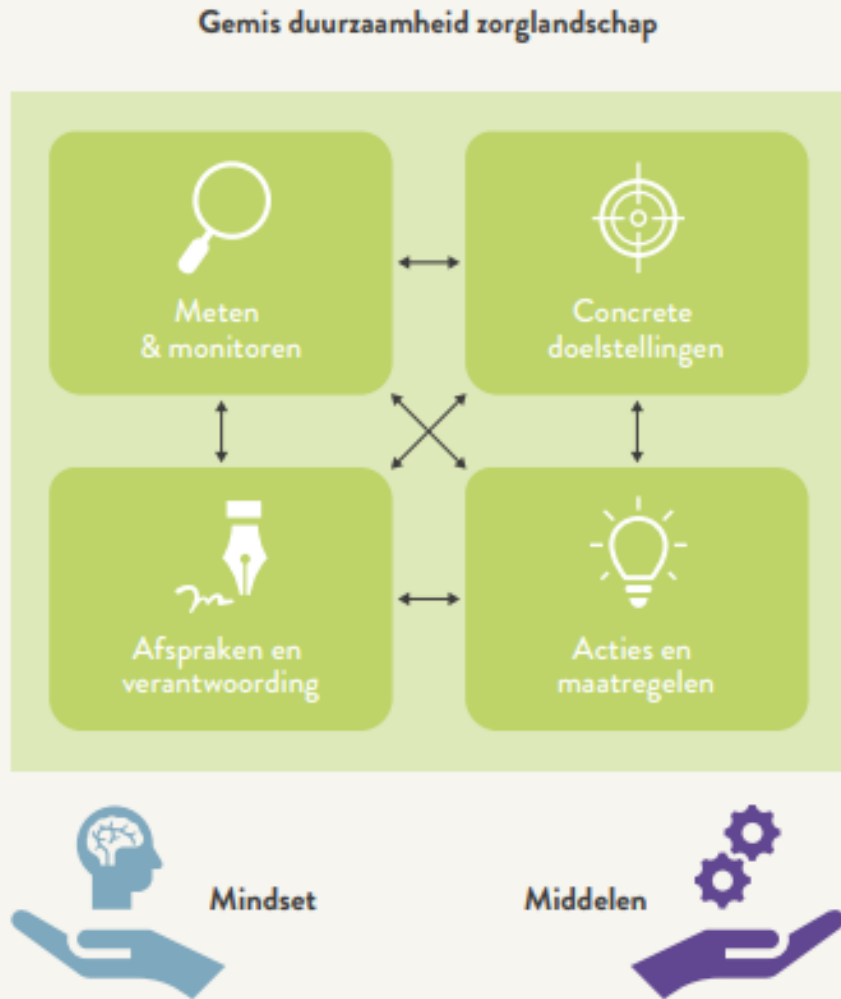 Gemis duurzaamheid zorglandschap
Meten
& monitoren
Concrete
doelstellingen
Afspraken en
verantwoording
Acties en
maatregelen
Mindset
Middelen